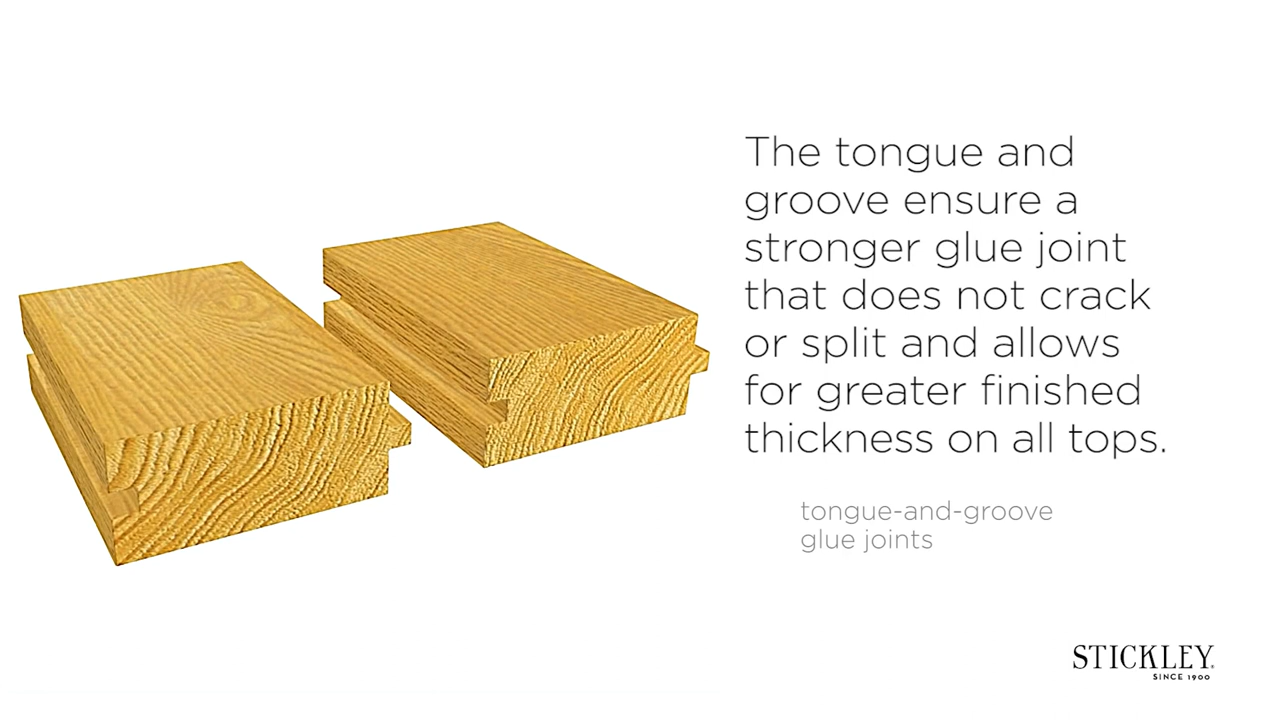 The tongue and
groove ensure a
stronger glue joint
that does not crack
or split and allows
for greater finished
thickness on all tops.
tongue-and-groove
glue joints
STICKLEY®
SINCE 1900